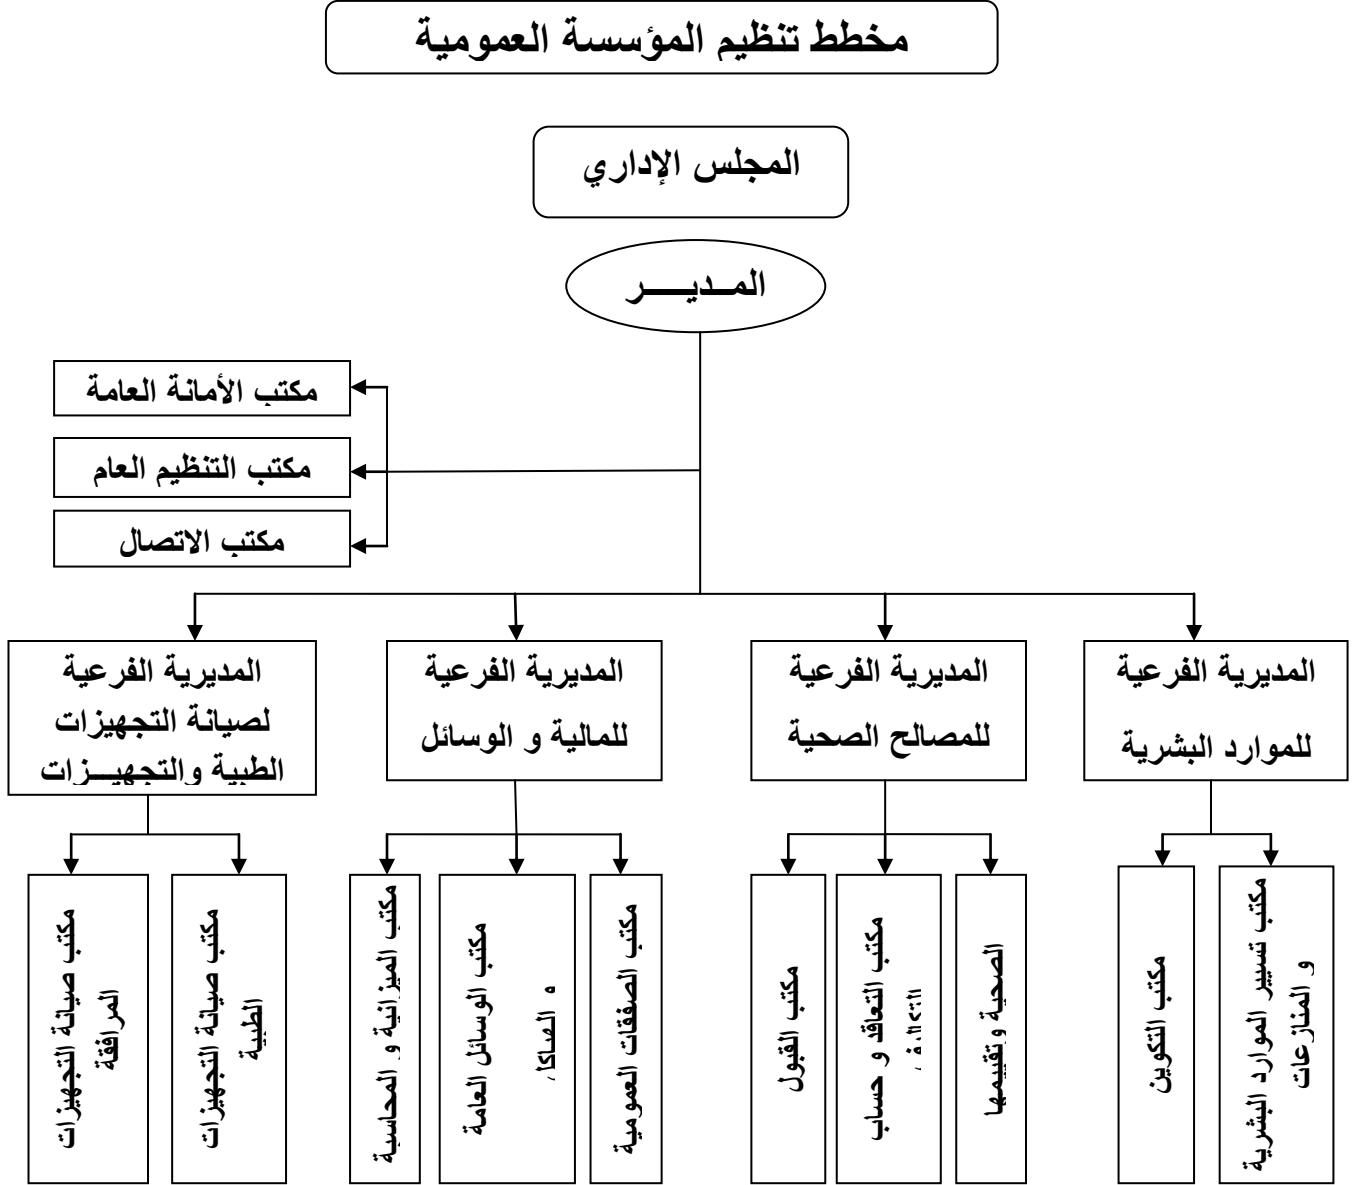 مخطط تنظيم المؤسسة العمومية
المجلس الإداري
المــديـــــر
مكتب الأمانة العامة
مكتب التنظيم العام
مكتب الاتصال
المديرية الفرعية
للموارد البشرية
المديرية الفرعية
للمصالح الصحية
المديرية الفرعية
للمالية و الوسائل
المديرية الفرعية
لصيانة التجهيزات
الطبية والتجهيـــزات
مكتب تسيير الموارد البشرية
و المنازعات
مكتب التكوين
الصحية وتقييمها
مكتب التعاقد و حساب
مكتب القبول
مكتب الصفقات العمومية
مكتب الوسائل العامة
مكتب الميزانية و المحاسبة
مكتب صيانة التجهيزات
الطبية
مكتب صيانة التجهيزات
المرافقة